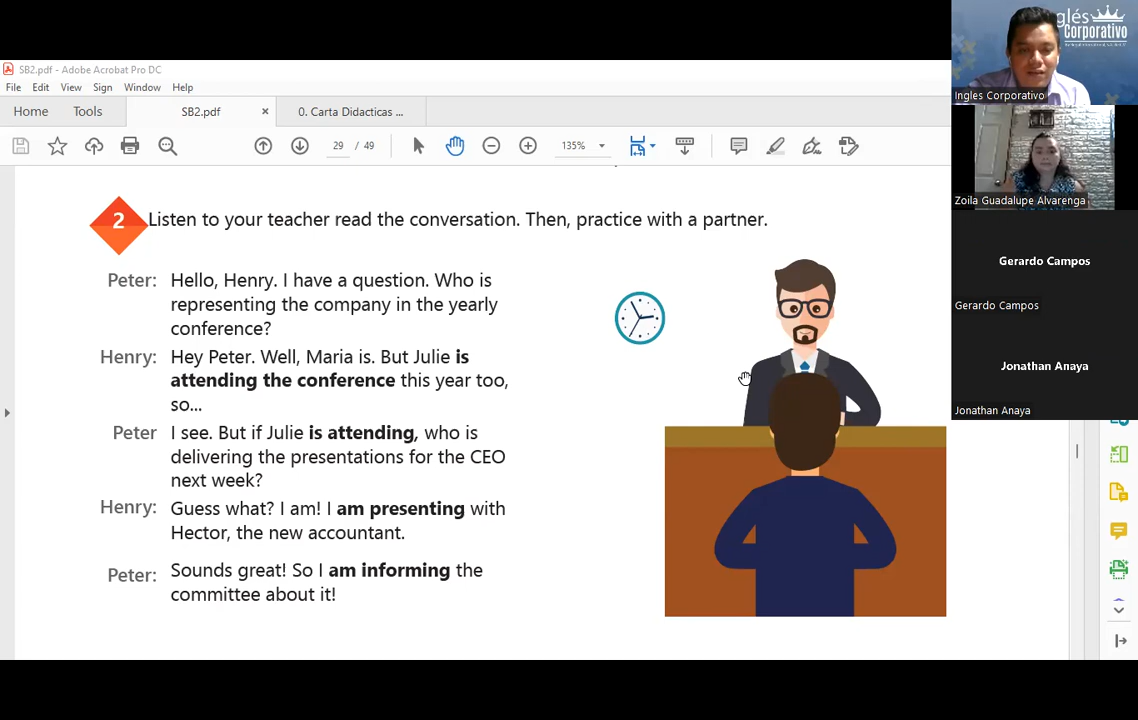 SB2.pdf - Adobe Acrobat Pro DC
File Edit View Sign Window Help
Home Tools SB2.pdf × 0. Carta Didacticas ...
29 / 49 135%
2 Listen to your teacher read the conversation. Then, practice with a partner.
Peter: Hello, Henry. I have a question. Who is
representing the company in the yearly
conference?
Henry: Hey Peter. Well, Maria is. But Julie is
attending the conference this year too,
so...
Peter I see. But if Julie is attending, who is
delivering the presentations for the CEO
next week?
Henry: Guess what? I am! I am presenting with
Hector, the new accountant.
Peter: Sounds great! So I am informing the
committee about it!
glés
Corporativo
Ingles Corporativo
Zoila Guadalupe Alvarenga
Gerardo Campos
Gerardo Campos
Jonathan Anaya
Jonathan Anaya